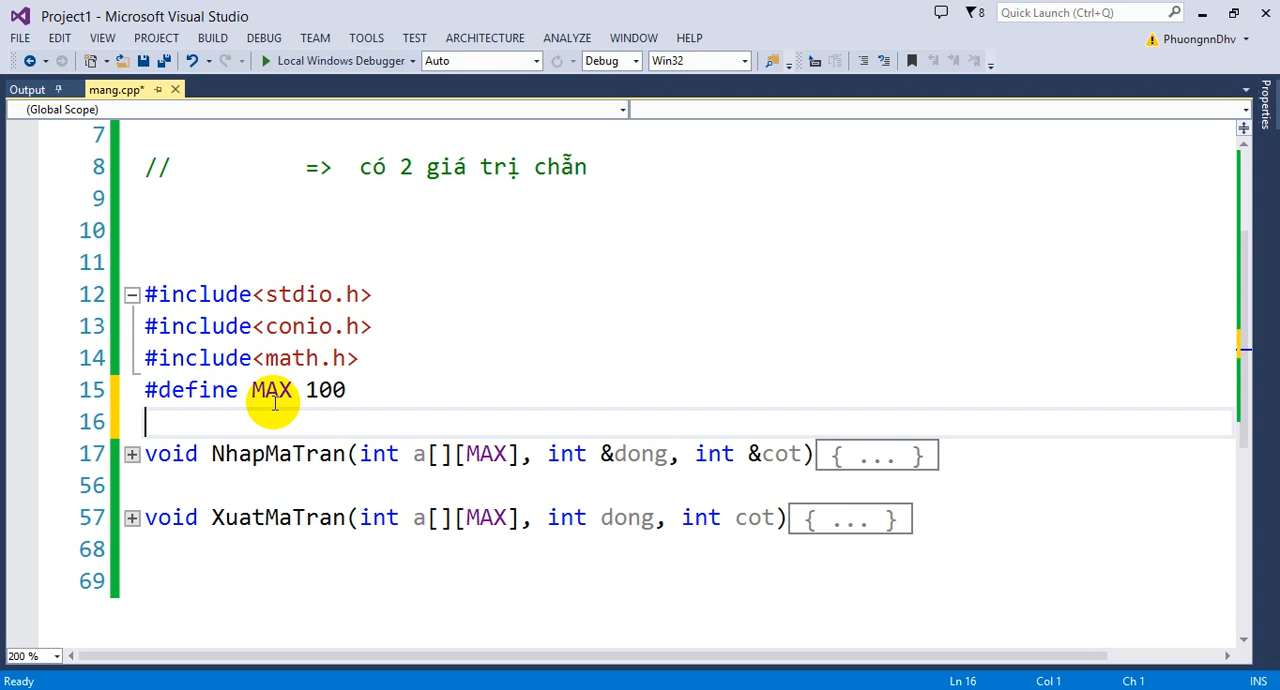 Project1 - Microsoft Visual Studio
8
Quick Launch (Ctrl+Q)
FILE EDIT VIEW PROJECT BUILD DEBUG TEAM TOOLS TEST ARCHITECTURE ANALYZE WINDOW HELP
PhuongnnDhv
Local Windows Debugger Auto Debug Win32
Output mang.cpp*
Properties
(Global Scope)
7
8 // => có 2 giá trị chẵn
9
10
11
12 #include<stdio.h>
13 #include<conio.h>
14 #include<math.h>
15 #define MAX 100
16
17 void NhapMaTran(int a[][MAX], int &dong, int &cot){ ... }
56
57 void XuatMaTran(int a[][MAX], int dong, int cot){ ... }
68
69
200 %
Ready Ln 16 Col 1 Ch 1 INS